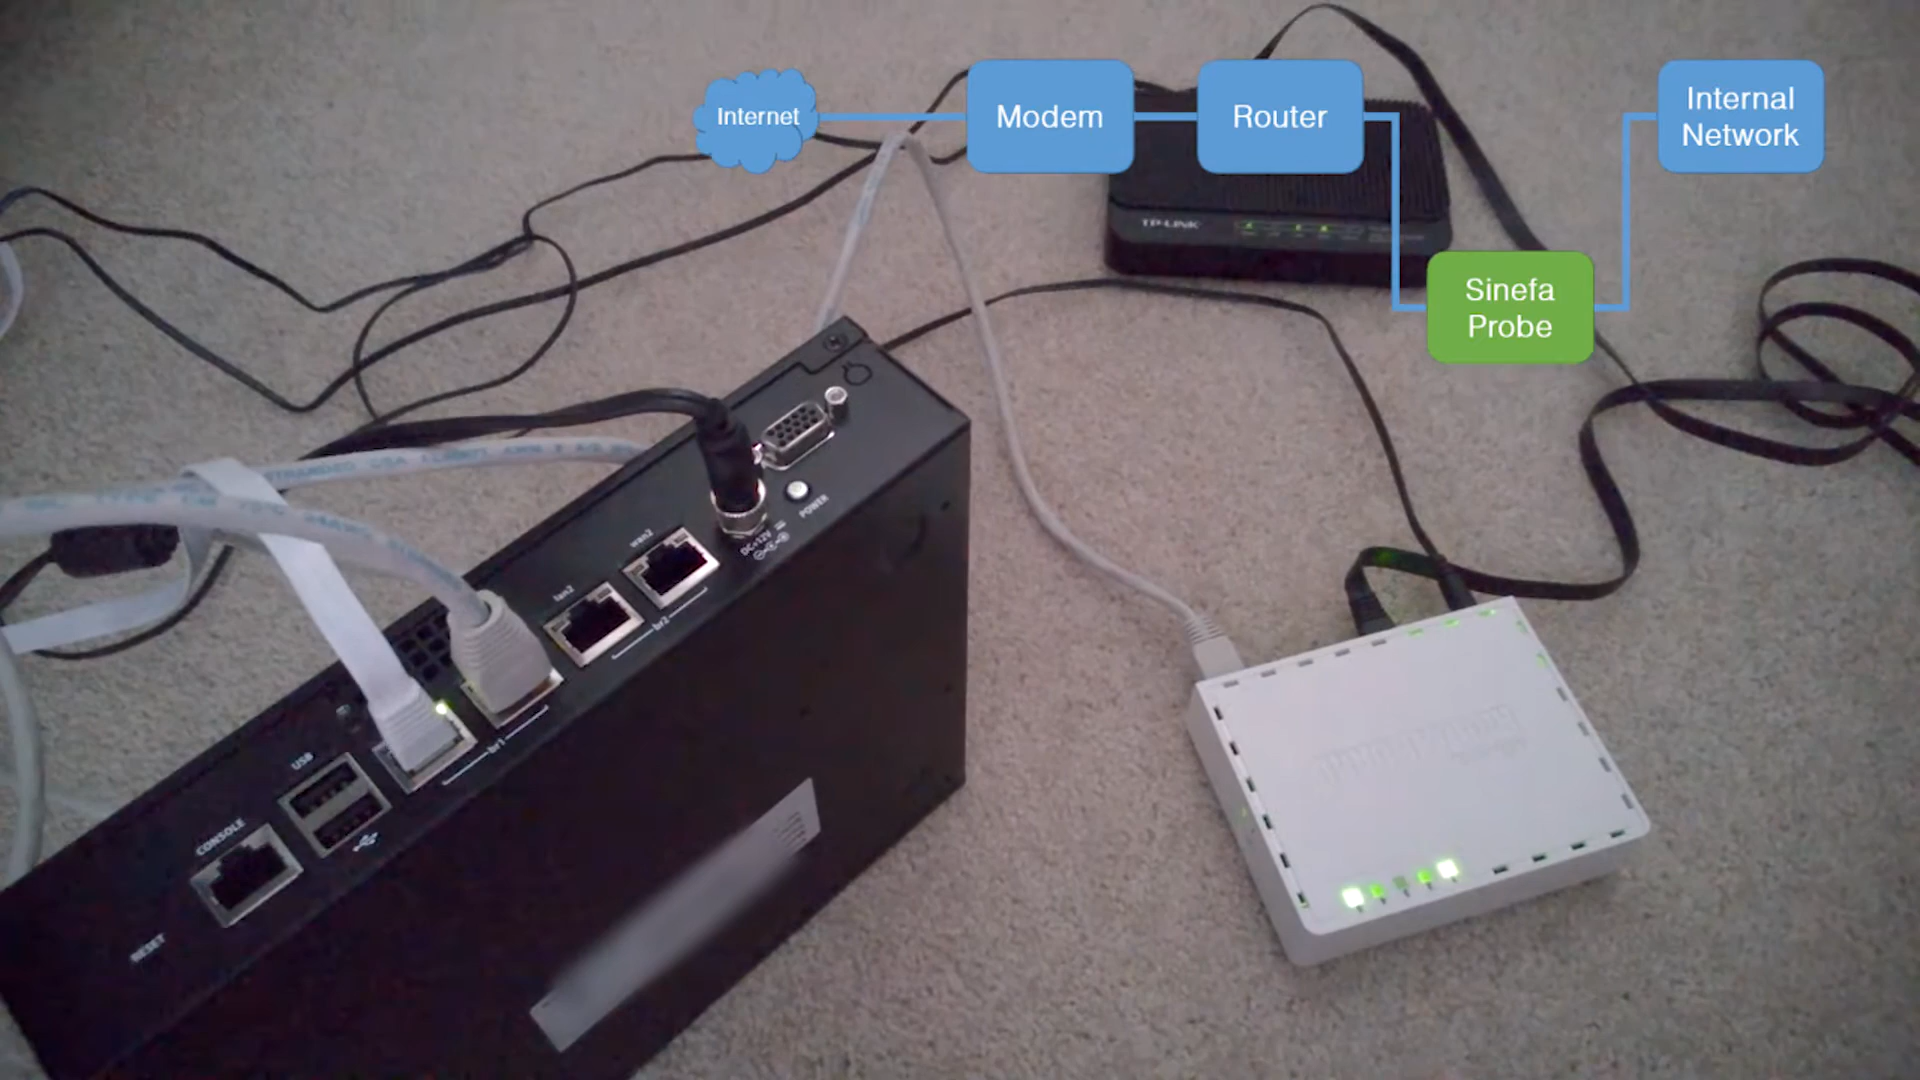 Internet
Modem
Router
Internal
Network
Sinefa
Probe
TP-LINK
POWER
DC+12V
wan2
lan2
br2
br1
USB
CONSOLE
RESET